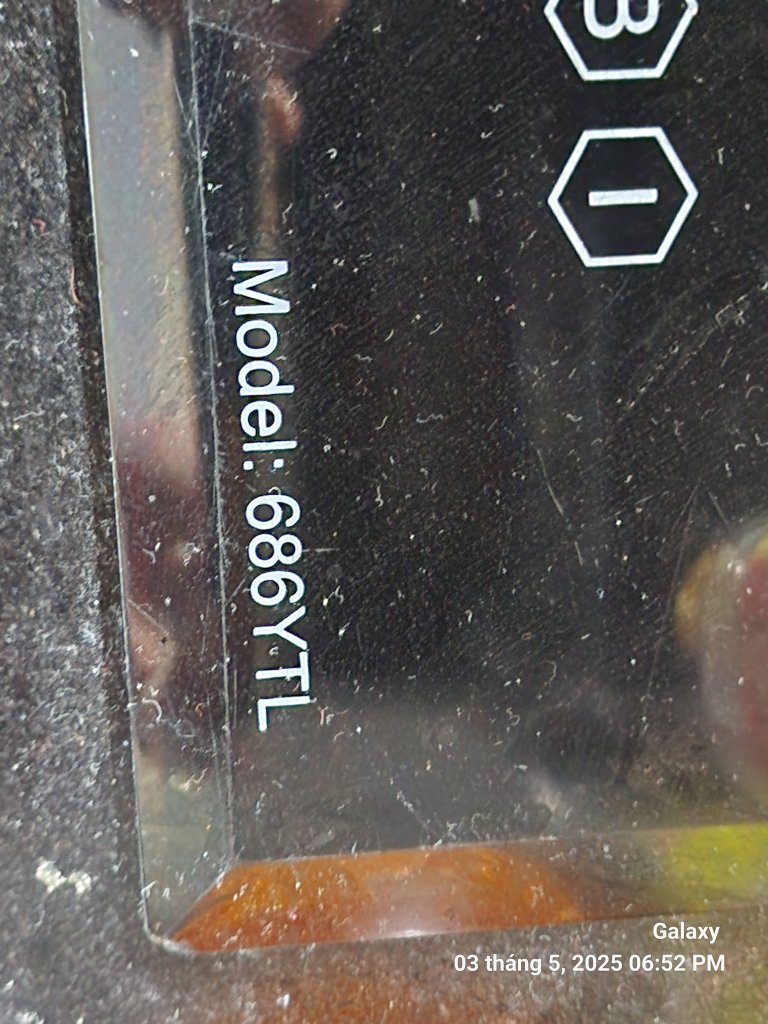 B
I
Model: 686YTL
Galaxy
03 tháng 5, 2025 06:52 PM